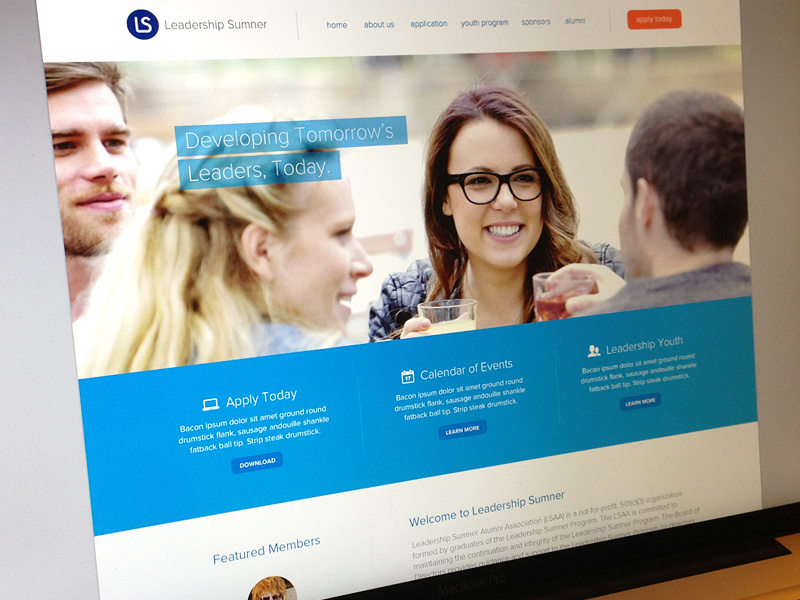 LS Leadership Sumner
home about us application youth program sponsors alumni apply today
Developing Tomorrow's
Leaders, Today.
Apply Today
Bacon ipsum dolor sit amet ground round
drumstick flank, sausage andouille shankle
fatback ball tip. Strip steak drumstick.
DOWNLOAD
17 Calendar of Events
Bacon ipsum dolor sit amet ground round
drumstick flank, sausage andouille shankle
fatback ball tip. Strip steak drumstick.
LEARN MORE
Leadership Youth
Bacon ipsum dolor sit amet ground round
drumstick flank, sausage andouille shankle
fatback ball tip. Strip steak drumstick.
LEARN MORE
Featured Members
Welcome to Leadership Sumner
Leadership Sumner Alumni Association (LSAA) is a not-for-profit, 501(c)(3) organization
formed by graduates of the Leadership Sumner Program. The LSAA is committed to
maintaining the continuation and integrity of the Leadership Sumner Program. The Board of
Directors provides guidance and support to the Leadership Sumner Program co-directors
MacBook Pro